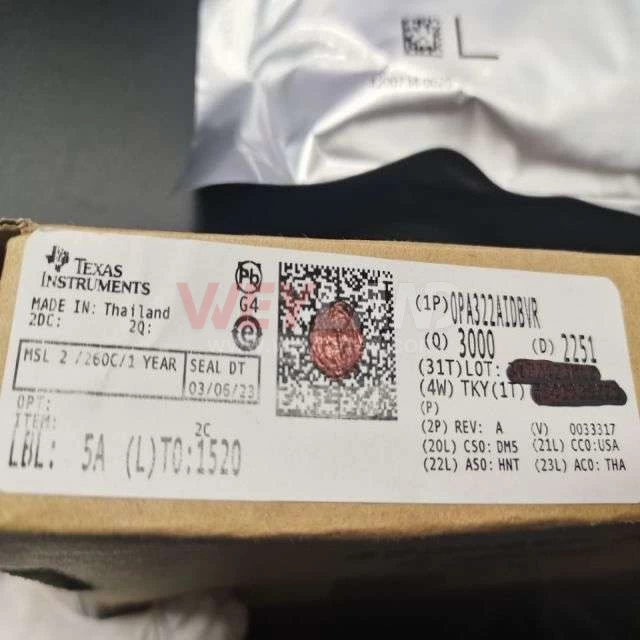 L
TEXAS
INSTRUMENTS
Pb
G4
MADE IN: Thailand
2DC: 2Q:
MSL 2 /260C/1 YEAR
SEAL DT
03/05/23
OPT:
ITEM:
2C
LBL: 5A (L)TO:1520
(1P) OPA322AIDBVR
(Q) 3000 (D) 2251
(31T)LOT:
(4W) TKY(1T)
(P)
(2P) REV: A (V) 0033317
(20L) CSO: DM5 (21L) CCO:USA
(22L) ASO: HNT (23L) ACO: THA